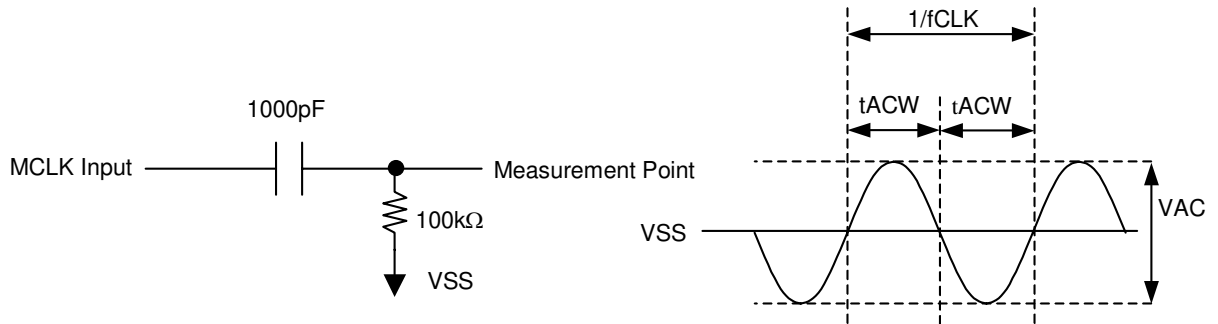 1000pF
MCLK Input
Measurement Point
100kΩ
VSS
1/fCLK
tACW tACW
VSS
VAC